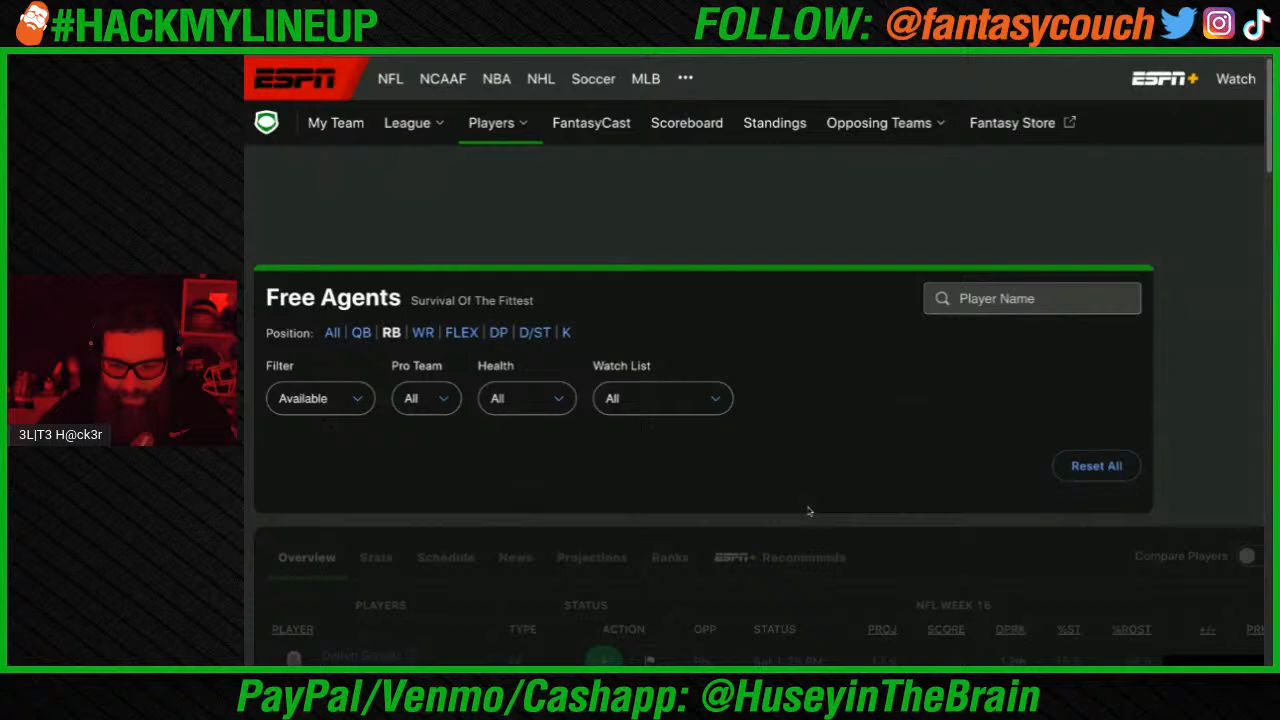 #HACKMYLINEUP
FOLLOW: @fantasycouch
ESPN NFL NCAAF NBA NHL Soccer MLB ••• ESPN+ Watch
My Team League Players FantasyCast Scoreboard Standings Opposing Teams Fantasy Store
Free Agents Survival Of The Fittest
Player Name
Position: All | QB | RB | WR | FLEX | DP | D/ST | K
Filter Pro Team Health Watch List
Available All All All
3L|T3 H@ck3r
Reset All
Overview Stats Schedule News Projections Ranks ESPN+ Recommends Compare Players
PLAYERS STATUS NFL WEEK 16
PLAYER TYPE ACTION OPP STATUS PROJ SCORE OPRK %ST %ROST +/-
PayPal/Venmo/Cashapp: @HuseyinTheBrain